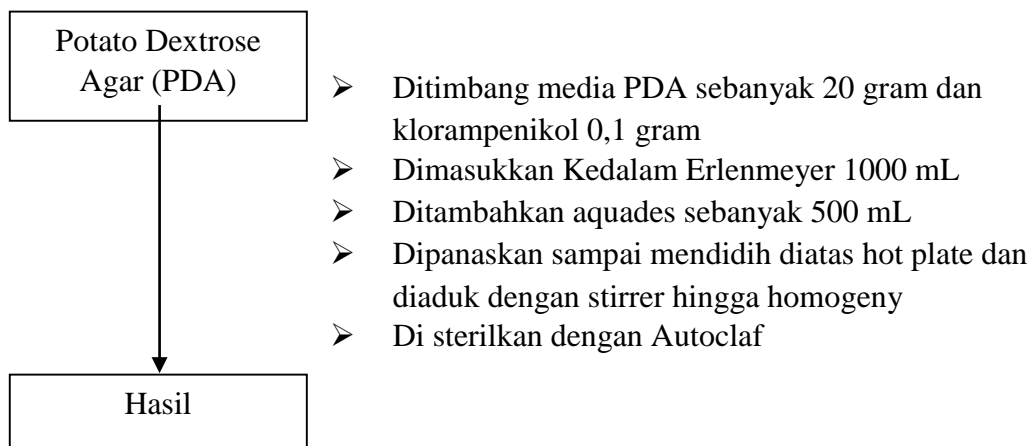 Potato Dextrose
Agar (PDA)
➢ Ditimbang media PDA sebanyak 20 gram dan
klorampenikol 0,1 gram
➢ Dimasukkan Kedalam Erlenmeyer 1000 mL
➢ Ditambahkan aquades sebanyak 500 mL
➢ Dipanaskan sampai mendidih diatas hot plate dan
diaduk dengan stirrer hingga homogeny
➢ Di sterilkan dengan Autoclaf
Hasil